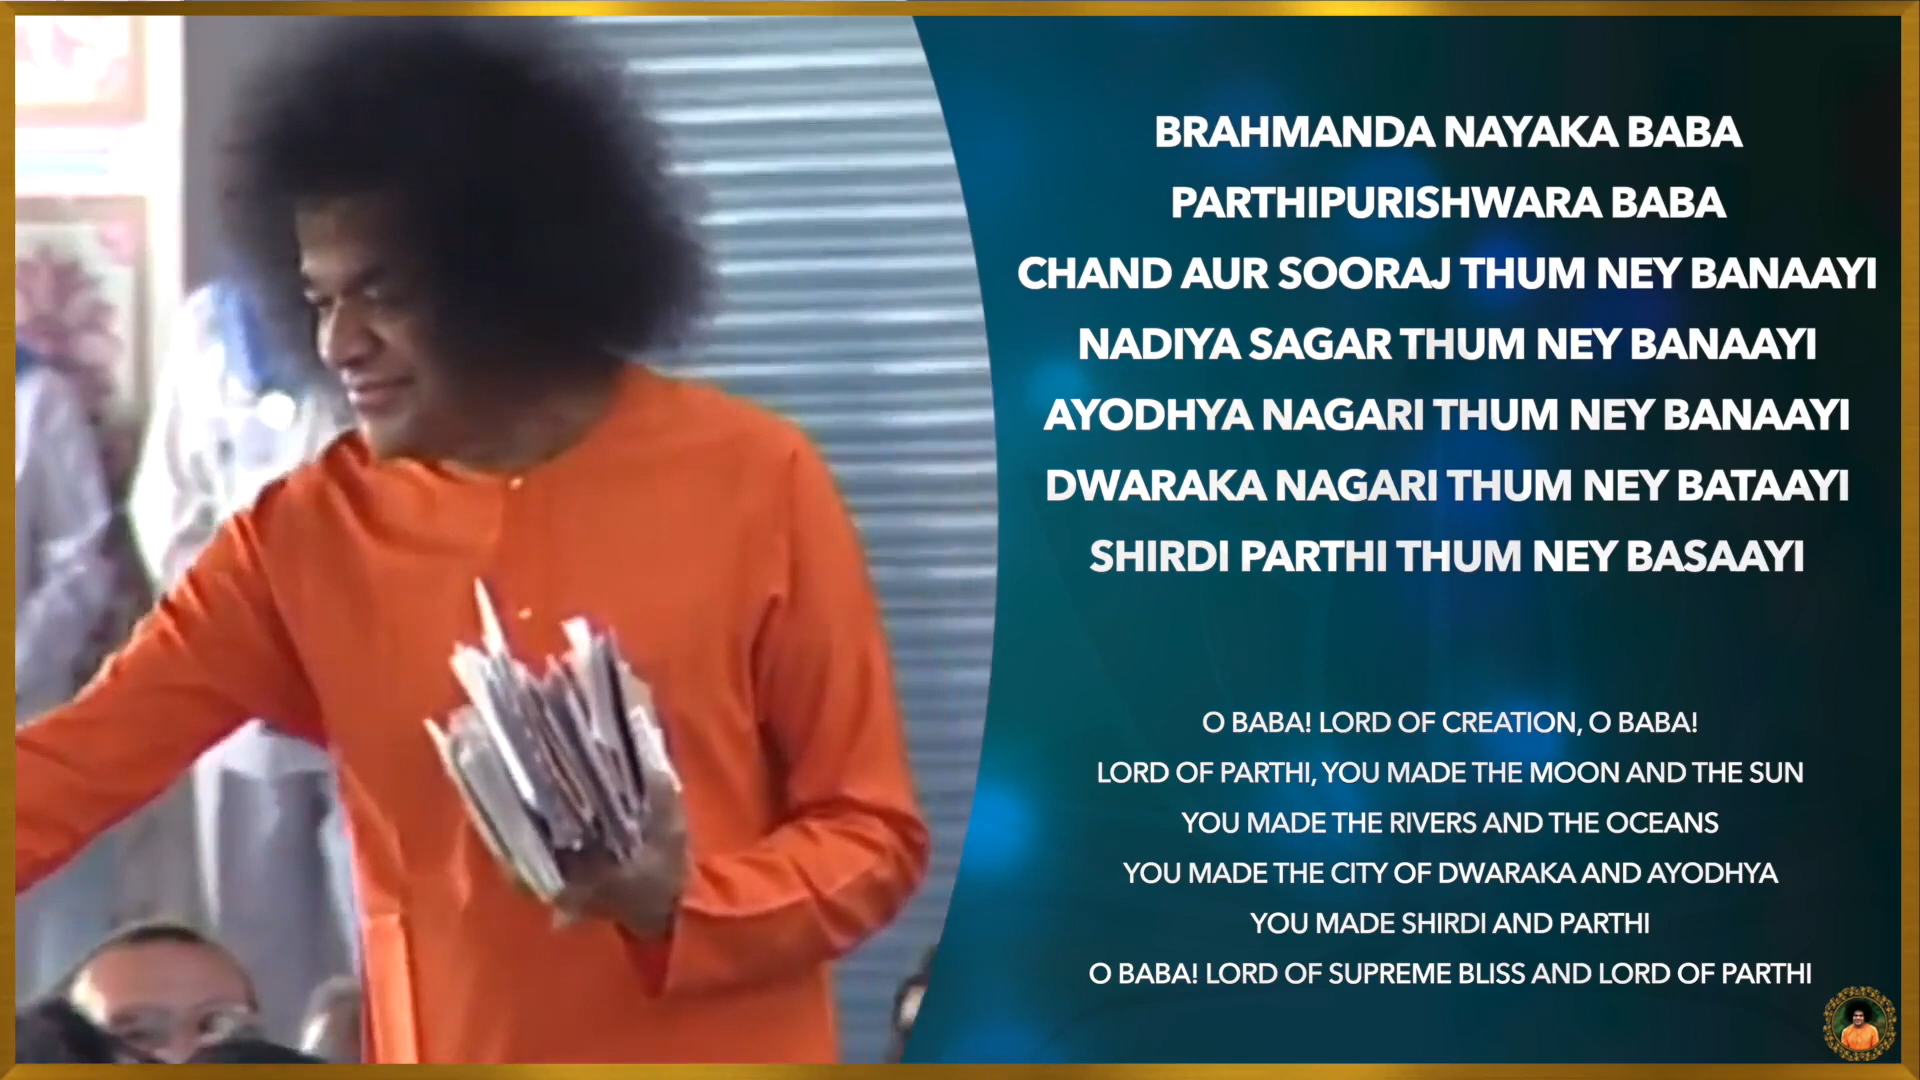 BRAHMANDA NAYAKA BABA
PARTHIPURISHWARA BABA
CHAND AUR SOORAJ THUM NEY BANAAYI
NADIYA SAGAR THUM NEY BANAAYI
AYODHYA NAGARI THUM NEY BANAAYI
DWARAKA NAGARI THUM NEY BATAAYI
SHIRDI PARTHI THUM NEY BASAAYI
O BABA! LORD OF CREATION, O BABA!
LORD OF PARTHI, YOU MADE THE MOON AND THE SUN
YOU MADE THE RIVERS AND THE OCEANS
YOU MADE THE CITY OF DWARAKA AND AYODHYA
YOU MADE SHIRDI AND PARTHI
O BABA! LORD OF SUPREME BLISS AND LORD OF PARTHI